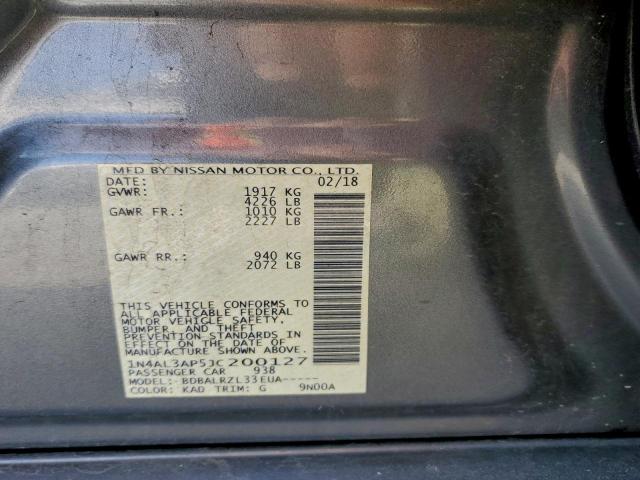 MFD BY NISSAN MOTOR CO., LTD.
DATE: 02/18
GVWR: 1917 KG
4226 LB
GAWR FR.: 1010 KG
2227 LB
GAWR RR.: 940 KG
2072 LB
THIS VEHICLE CONFORMS TO
ALL APPLICABLE FEDERAL
MOTOR VEHICLE SAFETY,
BUMPER, AND THEFT
PREVENTION STANDARDS IN
EFFECT ON THE DATE OF
MANUFACTURE SHOWN ABOVE.
1N4AL3AP5JC200127
PASSENGER CAR 938
MODEL: BDBALRZL33EUA-----
COLOR: KAD TRIM: G 9N00A